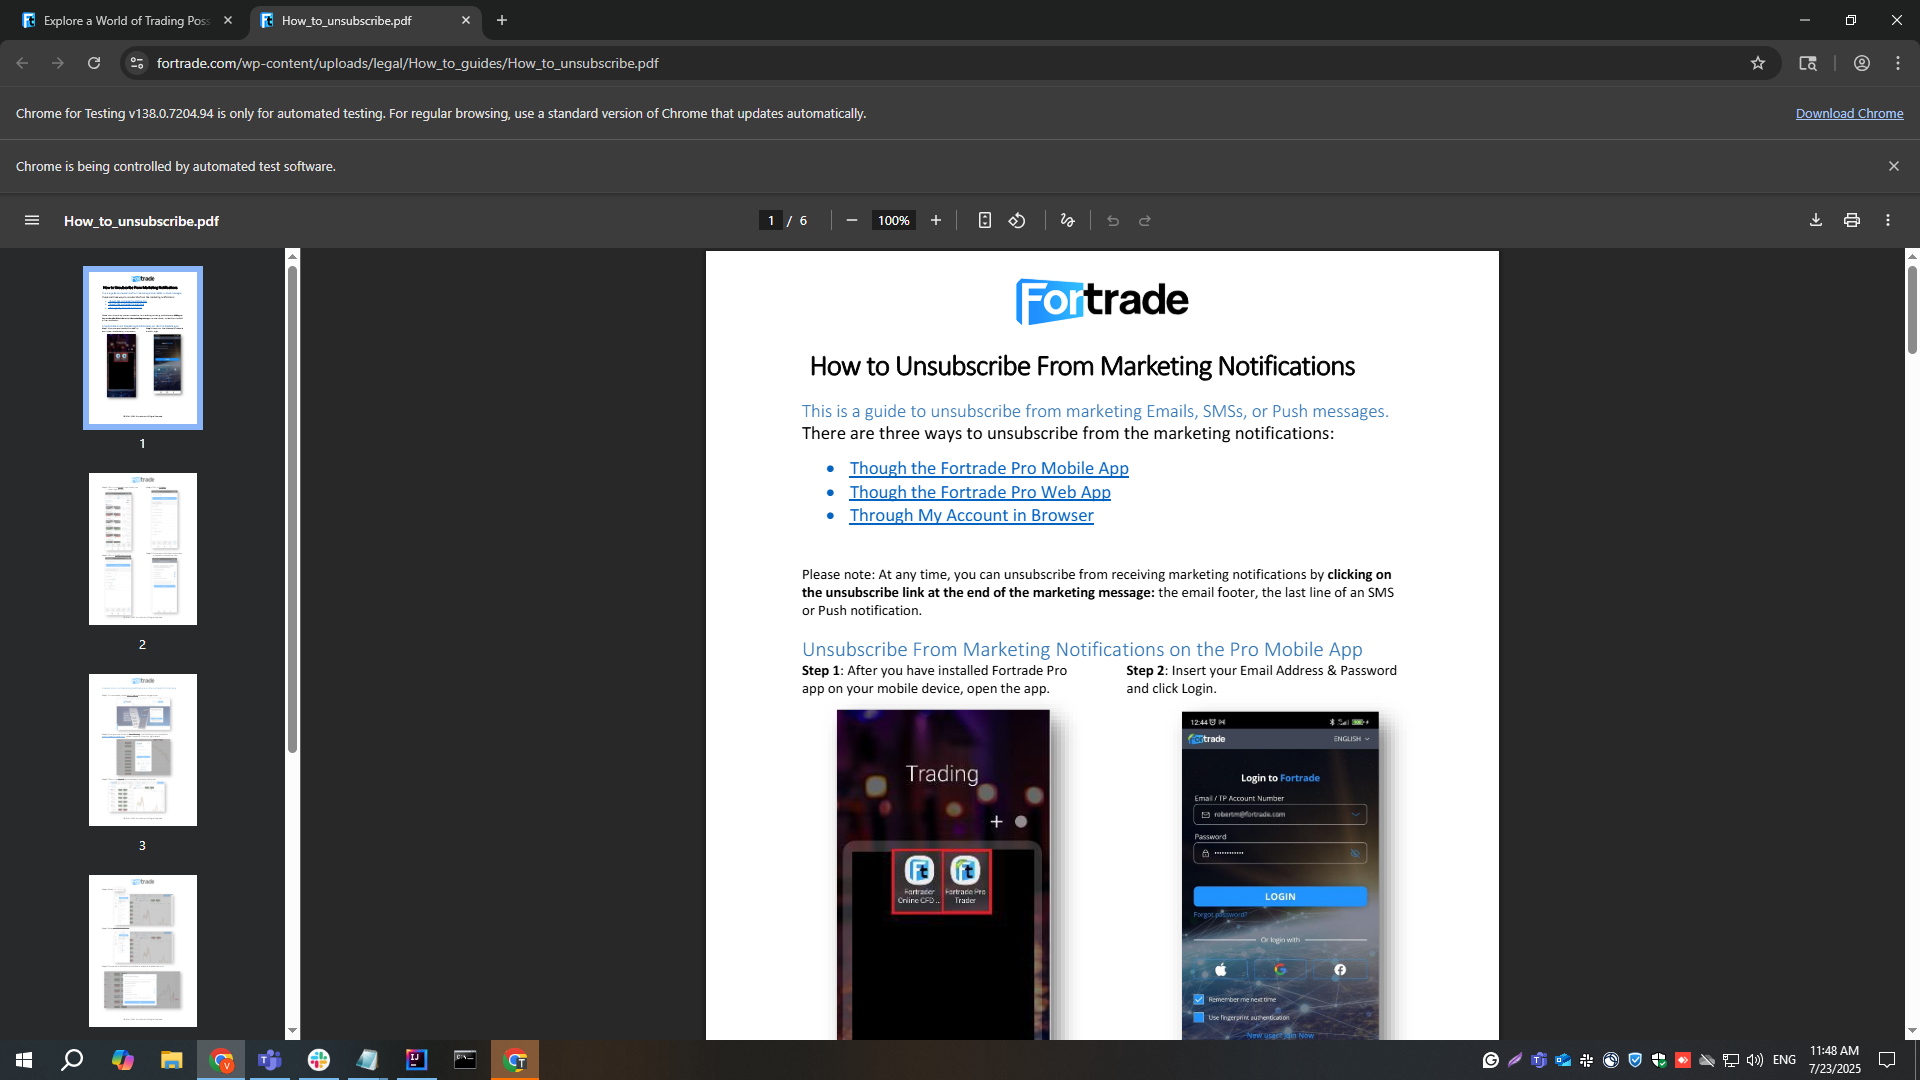 Explore a World of Trading Poss
How_to_unsubscribe.pdf
fortrade.com/wp-content/uploads/legal/How_to_guides/How_to_unsubscribe.pdf
Chrome for Testing v138.0.7204.94 is only for automated testing. For regular browsing, use a standard version of Chrome that updates automatically.
Download Chrome
Chrome is being controlled by automated test software.
How_to_unsubscribe.pdf
1 / 6
100%
1
2
3
Fortrade
How to Unsubscribe From Marketing Notifications
This is a guide to unsubscribe from marketing Emails, SMSs, or Push messages.
There are three ways to unsubscribe from the marketing notifications:
• Though the Fortrade Pro Mobile App
• Though the Fortrade Pro Web App
• Through My Account in Browser
Please note: At any time, you can unsubscribe from receiving marketing notifications by clicking on
the unsubscribe link at the end of the marketing message: the email footer, the last line of an SMS
or Push notification.
Unsubscribe From Marketing Notifications on the Pro Mobile App
Step 1: After you have installed Fortrade Pro
app on your mobile device, open the app.
Step 2: Insert your Email Address & Password
and click Login.
Trading
Fortrader
Online CFD ...
Fortrade Pro
Trader
12:44
Fortrade
ENGLISH
Login to Fortrade
Email / TP Account Number
robertm@fortrade.com
Password
LOGIN
Forgot password?
Or login with
Remember me next time
Use fingerprint authentication
New user? Join Now
ENG
11:48 AM
7/23/2025